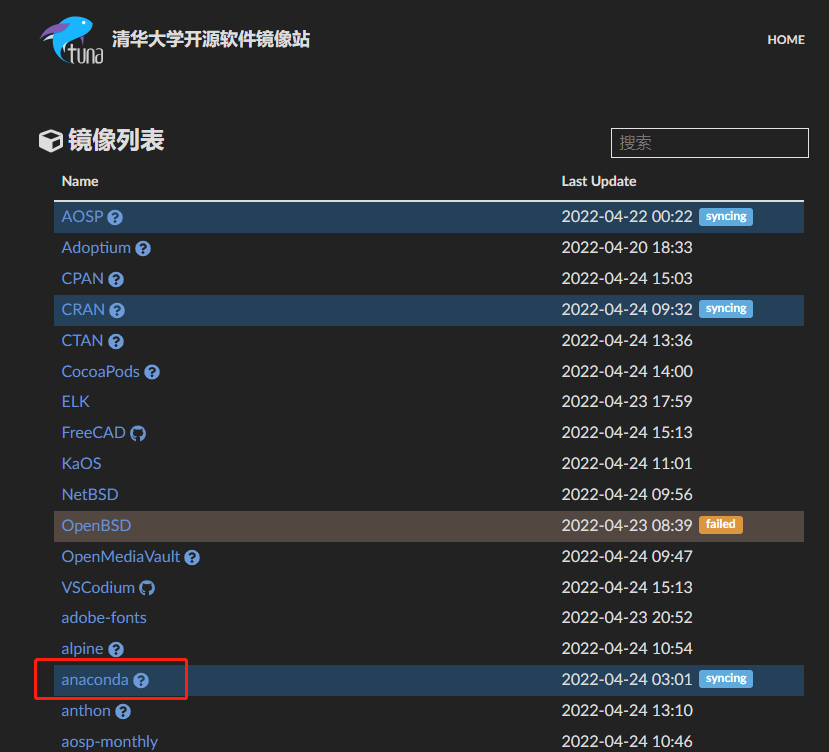 tuna 清华大学开源软件镜像站 HOME
镜像列表 搜索
Name Last Update
AOSP ? 2022-04-22 00:22 syncing
Adoptium ? 2022-04-20 18:33
CPAN ? 2022-04-24 15:03
CRAN ? 2022-04-24 09:32 syncing
CTAN ? 2022-04-24 13:36
CocoaPods ? 2022-04-24 14:00
ELK 2022-04-23 17:59
FreeCAD 2022-04-24 15:13
KaOS 2022-04-24 11:01
NetBSD 2022-04-24 09:56
OpenBSD 2022-04-23 08:39 failed
OpenMediaVault ? 2022-04-24 09:47
VSCodium 2022-04-24 15:13
adobe-fonts 2022-04-23 20:52
alpine ? 2022-04-24 10:54
anaconda ? 2022-04-24 03:01 syncing
anthon ? 2022-04-24 13:10
aosp-monthly 2022-04-24 10:46